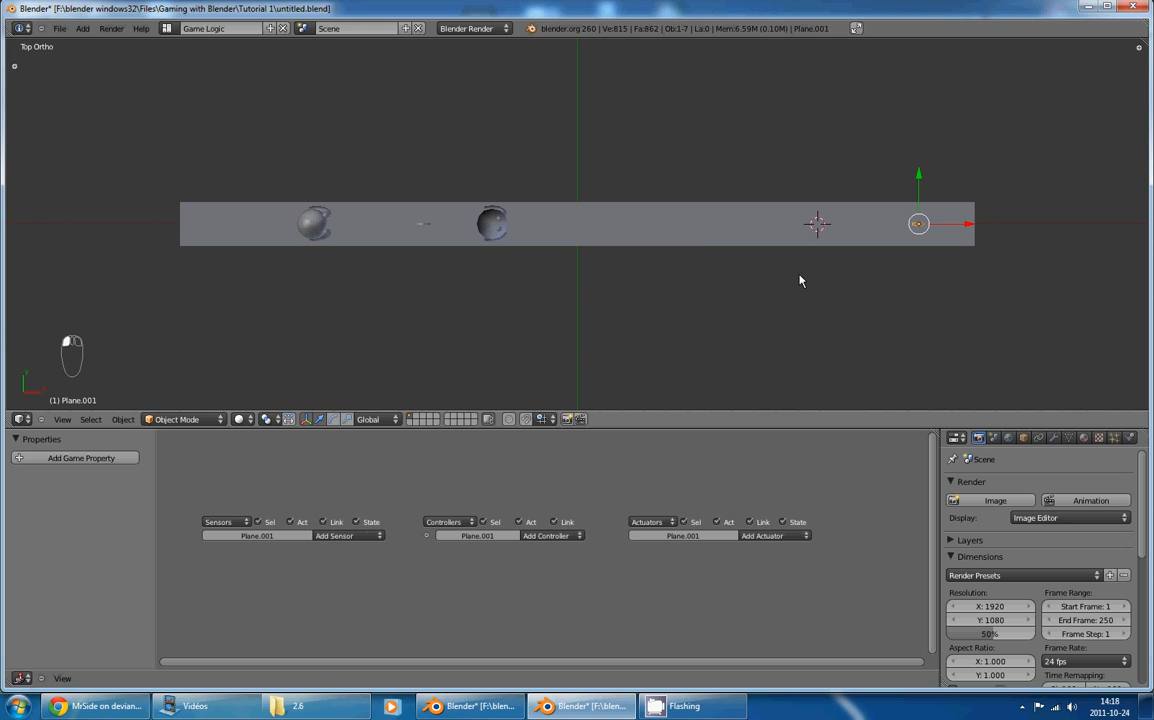 Blender* [F:\blender windows32\Files\Gaming with Blender\Tutorial 1\untitled.blend]
File Add Render Help Game Logic Scene Blender Render blender.org 260 | Ve:815 | Fa:862 | Ob:1-7 | La:0 | Mem:6.59M (0.10M) | Plane.001
Top Ortho
(1) Plane.001
View Select Object Object Mode Global
Properties
Add Game Property
Sensors Sel Act Link State Controllers Sel Act Link Actuators Sel Act Link State
Plane.001 Add Sensor Plane.001 Add Controller Plane.001 Add Actuator
Scene
Render
Image Animation
Display: Image Editor
Layers
Dimensions
Render Presets
Resolution: Frame Range:
X: 1920 Start Frame: 1
Y: 1080 End Frame: 250
50% Frame Step: 1
Aspect Ratio: Frame Rate:
X: 1.000 24 fps
Y: 1.000 Time Remapping:
View
MrSide on devian... Vidéos 2.6 Blender* [F:\blen... Blender* [F:\blen... Flashing
14:18
2011-10-24